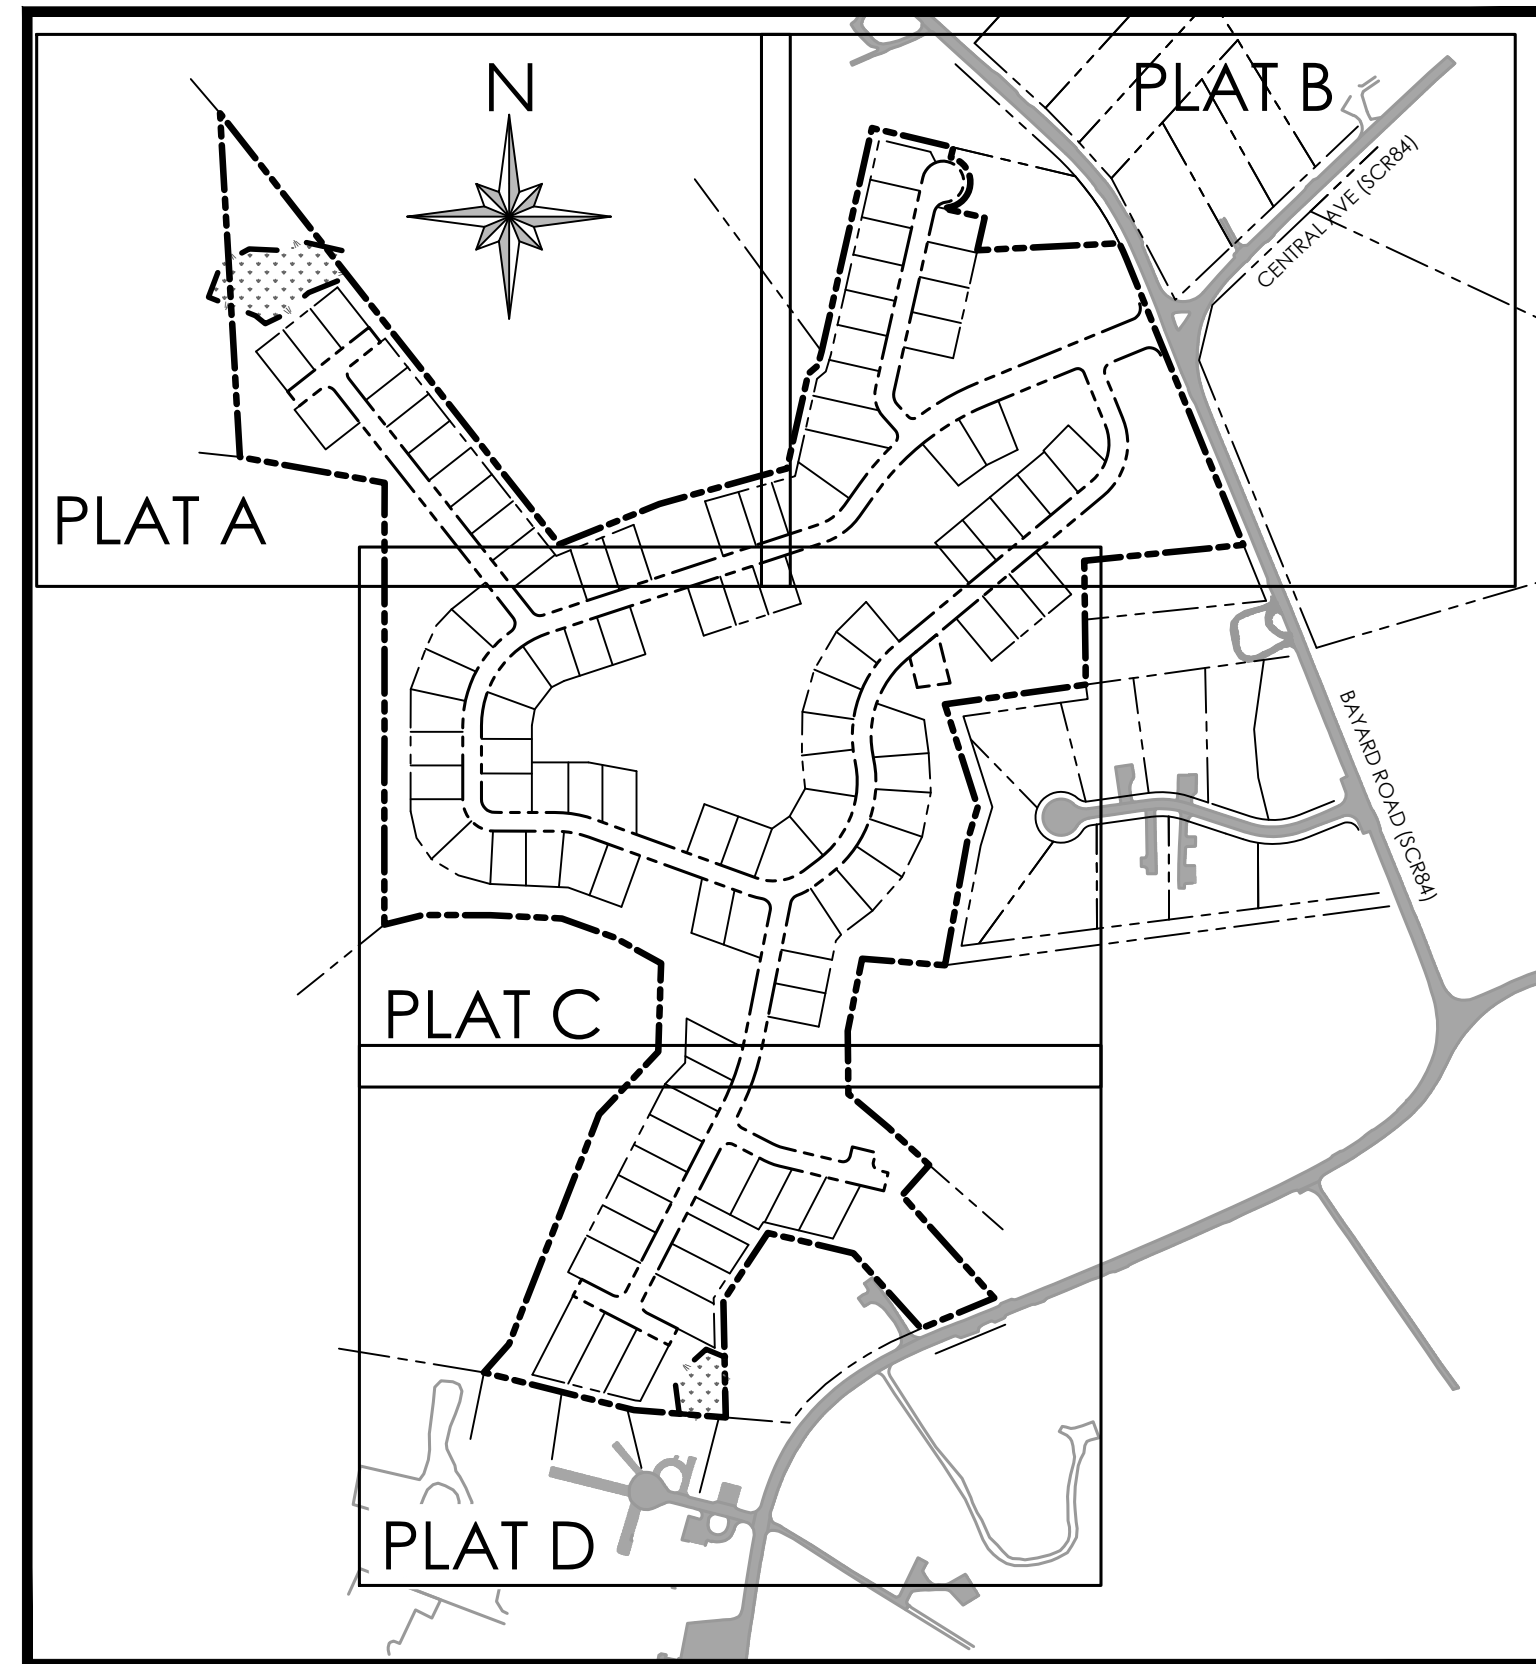 N
PLAT B
CENTRAL AVE (SCR84)
PLAT A
BAYARD ROAD (SCR84)
PLAT C
PLAT D